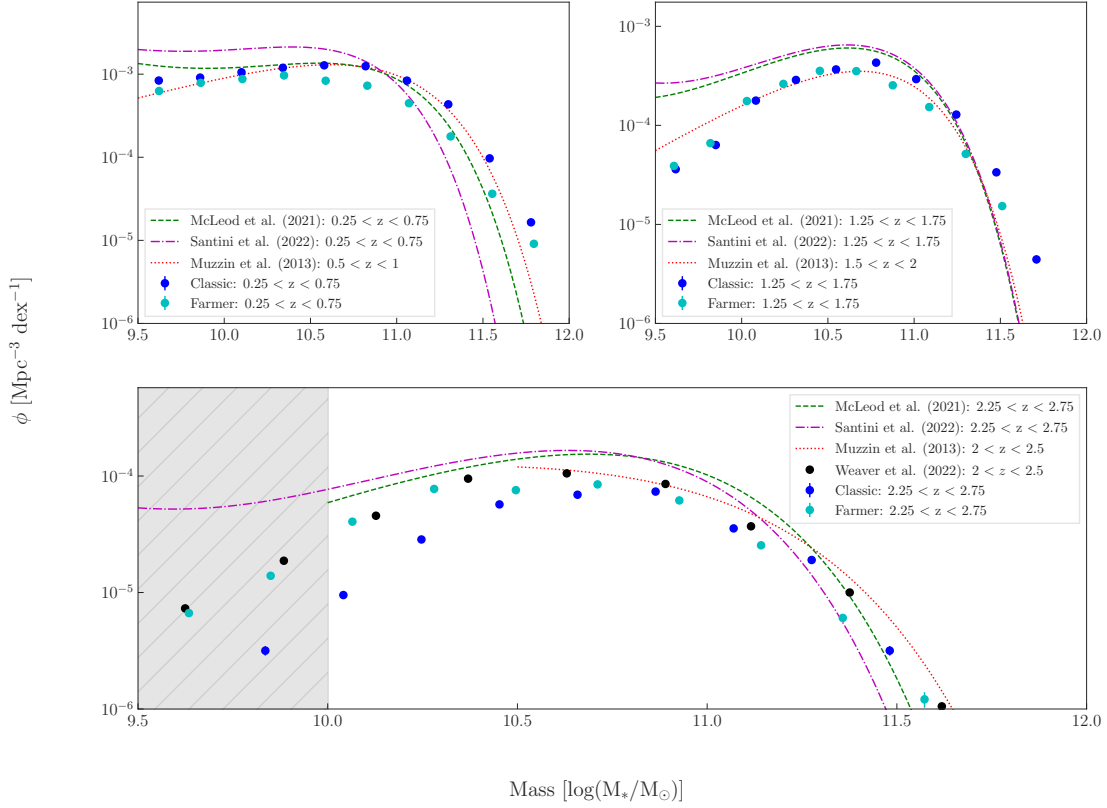 10⁻³
10⁻⁴
10⁻⁵
10⁻⁶
9.5 10.0 10.5 11.0 11.5 12.0
McLeod et al. (2021): 0.25 < z < 0.75
Santini et al. (2022): 0.25 < z < 0.75
Muzzin et al. (2013): 0.5 < z < 1
Classic: 0.25 < z < 0.75
Farmer: 0.25 < z < 0.75
10⁻³
10⁻⁴
10⁻⁵
10⁻⁶
9.5 10.0 10.5 11.0 11.5 12.0
McLeod et al. (2021): 1.25 < z < 1.75
Santini et al. (2022): 1.25 < z < 1.75
Muzzin et al. (2013): 1.5 < z < 2
Classic: 1.25 < z < 1.75
Farmer: 1.25 < z < 1.75
ϕ [Mpc⁻³ dex⁻¹]
10⁻⁴
10⁻⁵
10⁻⁶
9.5 10.0 10.5 11.0 11.5 12.0
McLeod et al. (2021): 2.25 < z < 2.75
Santini et al. (2022): 2.25 < z < 2.75
Muzzin et al. (2013): 2 < z < 2.5
Weaver et al. (2022): 2 < z < 2.5
Classic: 2.25 < z < 2.75
Farmer: 2.25 < z < 2.75
Mass [log(M∗/M⊙)]